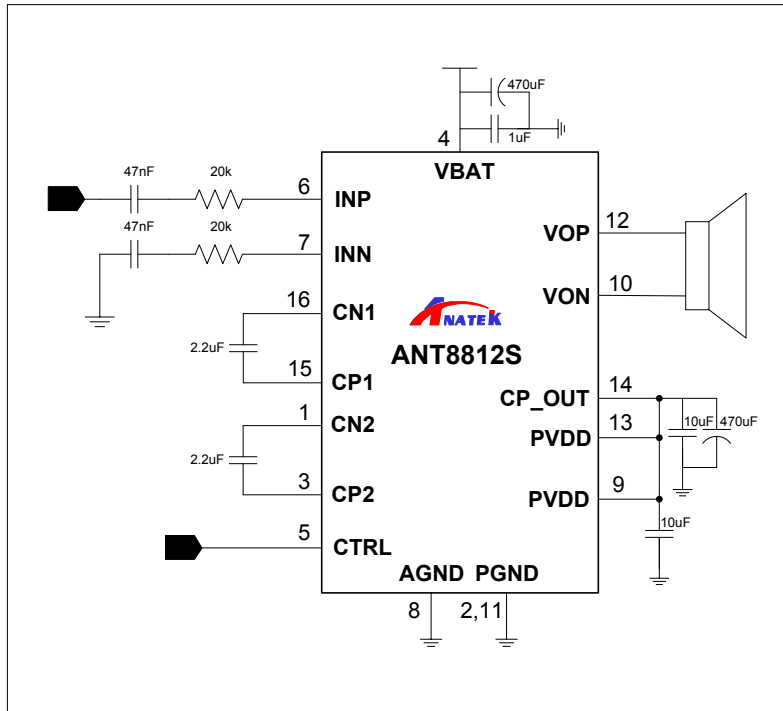 470uF
1uF
4
VBAT
47nF
20k
6
INP
47nF
20k
7
INN
12
VOP
10
VON
16
CN1
2.2uF
15
CP1
ANATEK
ANT8812S
1
CN2
2.2uF
3
CP2
14
CP_OUT
10uF
470uF
13
PVDD
9
PVDD
10uF
5
CTRL
AGND
PGND
8
2,11